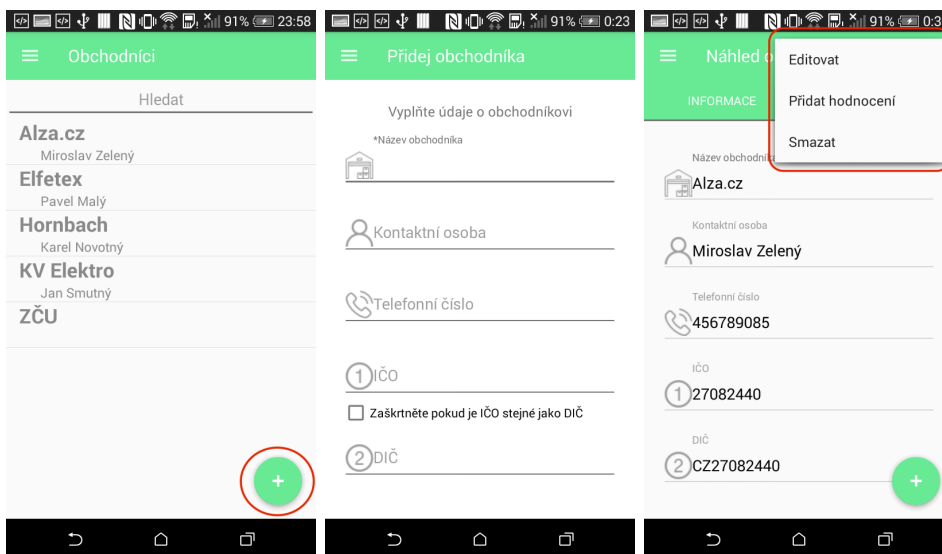 91% 23:58
Obchodníci
Hledat
Alza.cz
Miroslav Zelený
Elfetex
Pavel Malý
Hornbach
Karel Novotný
KV Elektro
Jan Smutný
ZČU
+
91% 0:23
Přidej obchodníka
Vyplňte údaje o obchodníkovi
*Název obchodníka
Kontaktní osoba
Telefonní číslo
1 IČO
Zaškrtněte pokud je IČO stejné jako DIČ
2 DIČ
91% 0:3
Náhled o
Editovat
Přidat hodnocení
Smazat
INFORMACE
Název obchodník
Alza.cz
Kontaktní osoba
Miroslav Zelený
Telefonní číslo
456789085
IČO
1 27082440
DIČ
2 CZ27082440
+